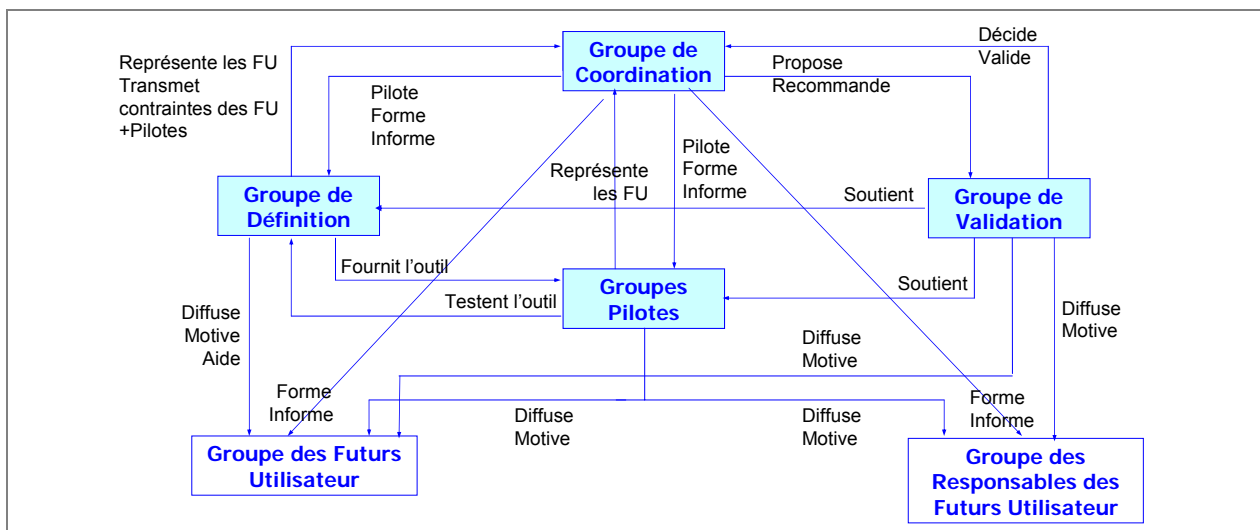 Groupe de
Coordination
Décide
Valide
Représente les FU
Transmet
contraintes des FU
+Pilotes
Propose
Recommande
Pilote
Forme
Informe
Pilote
Forme
Informe
Représente
les FU
Groupe de
Définition
Soutient
Groupe de
Validation
Fournit l'outil
Testent l'outil
Groupes
Pilotes
Soutient
Diffuse
Motive
Aide
Diffuse
Motive
Diffuse
Motive
Forme
Informe
Diffuse
Motive
Diffuse
Motive
Forme
Informe
Groupe des Futurs
Utilisateur
Groupe des
Responsables des
Futurs Utilisateur